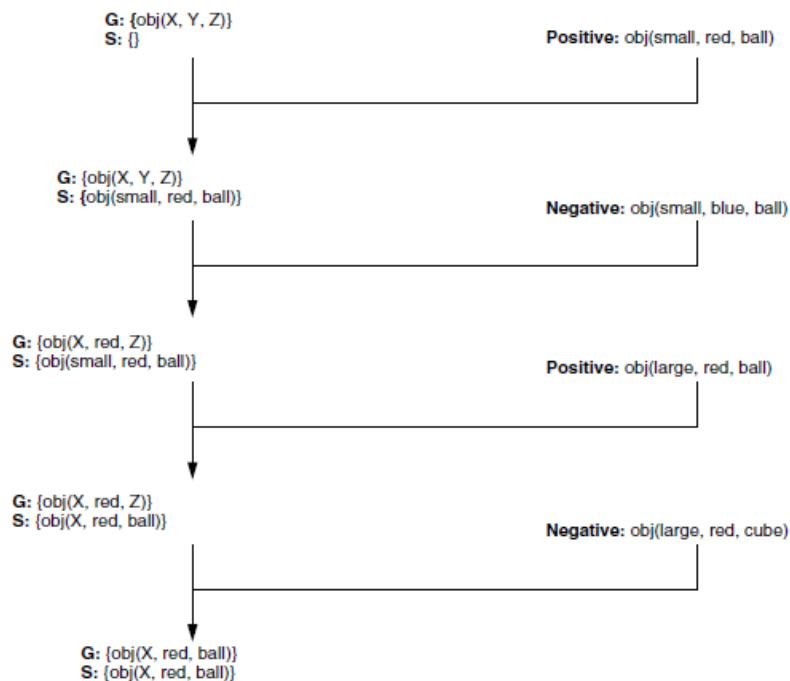 G: {obj(X, Y, Z)}
S: {}
Positive: obj(small, red, ball)
G: {obj(X, Y, Z)}
S: {obj(small, red, ball)}
Negative: obj(small, blue, ball)
G: {obj(X, red, Z)}
S: {obj(small, red, ball)}
Positive: obj(large, red, ball)
G: {obj(X, red, Z)}
S: {obj(X, red, ball)}
Negative: obj(large, red, cube)
G: {obj(X, red, ball)}
S: {obj(X, red, ball)}